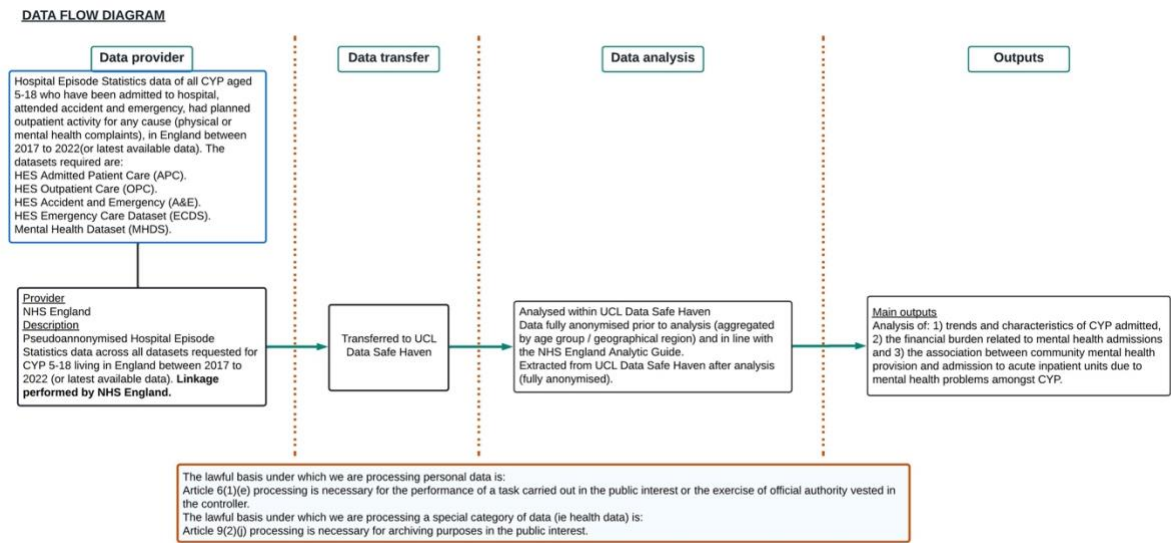 DATA FLOW DIAGRAM
Data provider
Data transfer
Data analysis
Outputs
Hospital Episode Statistics data of all CYP aged
5-18 who have been admitted to hospital,
attended accident and emergency, had planned
outpatient activity for any cause (physical or
mental health complaints), in England between
2017 to 2022(or latest available data). The
datasets required are:
HES Admitted Patient Care (APC).
HES Outpatient Care (OPC).
HES Accident and Emergency (A&E).
HES Emergency Care Dataset (ECDS).
Mental Health Dataset (MHDS).
Provider
NHS England
Description
Pseudoannonymised Hospital Episode
Statistics data across all datasets requested for
CYP 5-18 living in England between 2017 to
2022 (or latest available data). Linkage
performed by NHS England.
Transferred to UCL
Data Safe Haven
Analysed within UCL Data Safe Haven
Data fully anonymised prior to analysis (aggregated
by age group / geographical region) and in line with
the NHS England Analytic Guide.
Extracted from UCL Data Safe Haven after analysis
(fully anonymised).
Main outputs
Analysis of: 1) trends and characteristics of CYP admitted,
2) the financial burden related to mental health admissions
and 3) the association between community mental health
provision and admission to acute inpatient units due to
mental health problems amongst CYP.
The lawful basis under which we are processing personal data is:
Article 6(1)(e) processing is necessary for the performance of a task carried out in the public interest or the exercise of official authority vested in
the controller.
The lawful basis under which we are processing a special category of data (ie health data) is:
Article 9(2)(j) processing is necessary for archiving purposes in the public interest.